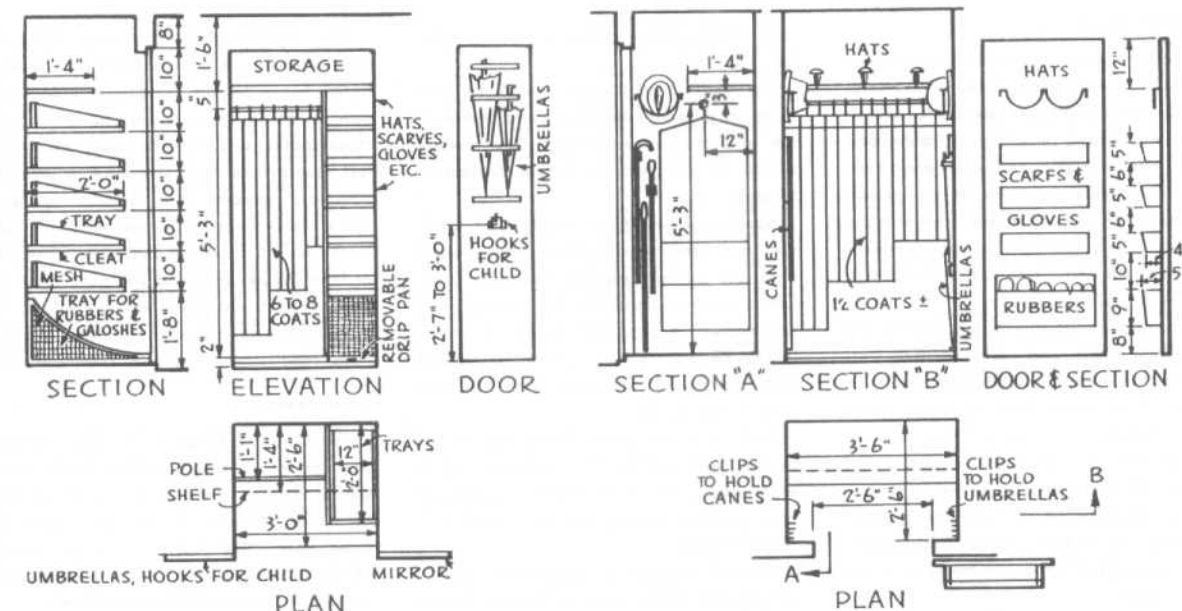 8"
10"
1'-4"
10"
10"
2'-0"
10"
TRAY
10"
CLEAT
MESH
10"
TRAY FOR
RUBBERS &
GALOSHES
1'-8"
SECTION
1'-6"
STORAGE
5"
HATS,
SCARVES,
GLOVES
ETC.
5'-3"
6 TO 8
COATS
REMOVABLE
DRIP PAN
2"
ELEVATION
UMBRELLAS
HOOKS
FOR
CHILD
2'-7" TO 3'-0"
DOOR
1'-4"
3"
12"
5'-3"
SECTION "A"
HATS
CANES
12 COATS ±
UMBRELLAS
SECTION "B"
HATS
12"
SCARFS &
GLOVES
RUBBERS
5"
6"
5"
6"
5"
4
10"
5
9"
8"
DOOR & SECTION
1'-1"
1'-4"
2'-6"
12"
2'-0"
TRAYS
POLE
SHELF
3'-0"
UMBRELLAS, HOOKS FOR CHILD
MIRROR
PLAN
3'-6"
CLIPS
TO HOLD
CANES
2'-6"
2'-6"
CLIPS
TO HOLD
UMBRELLAS
B
A
PLAN